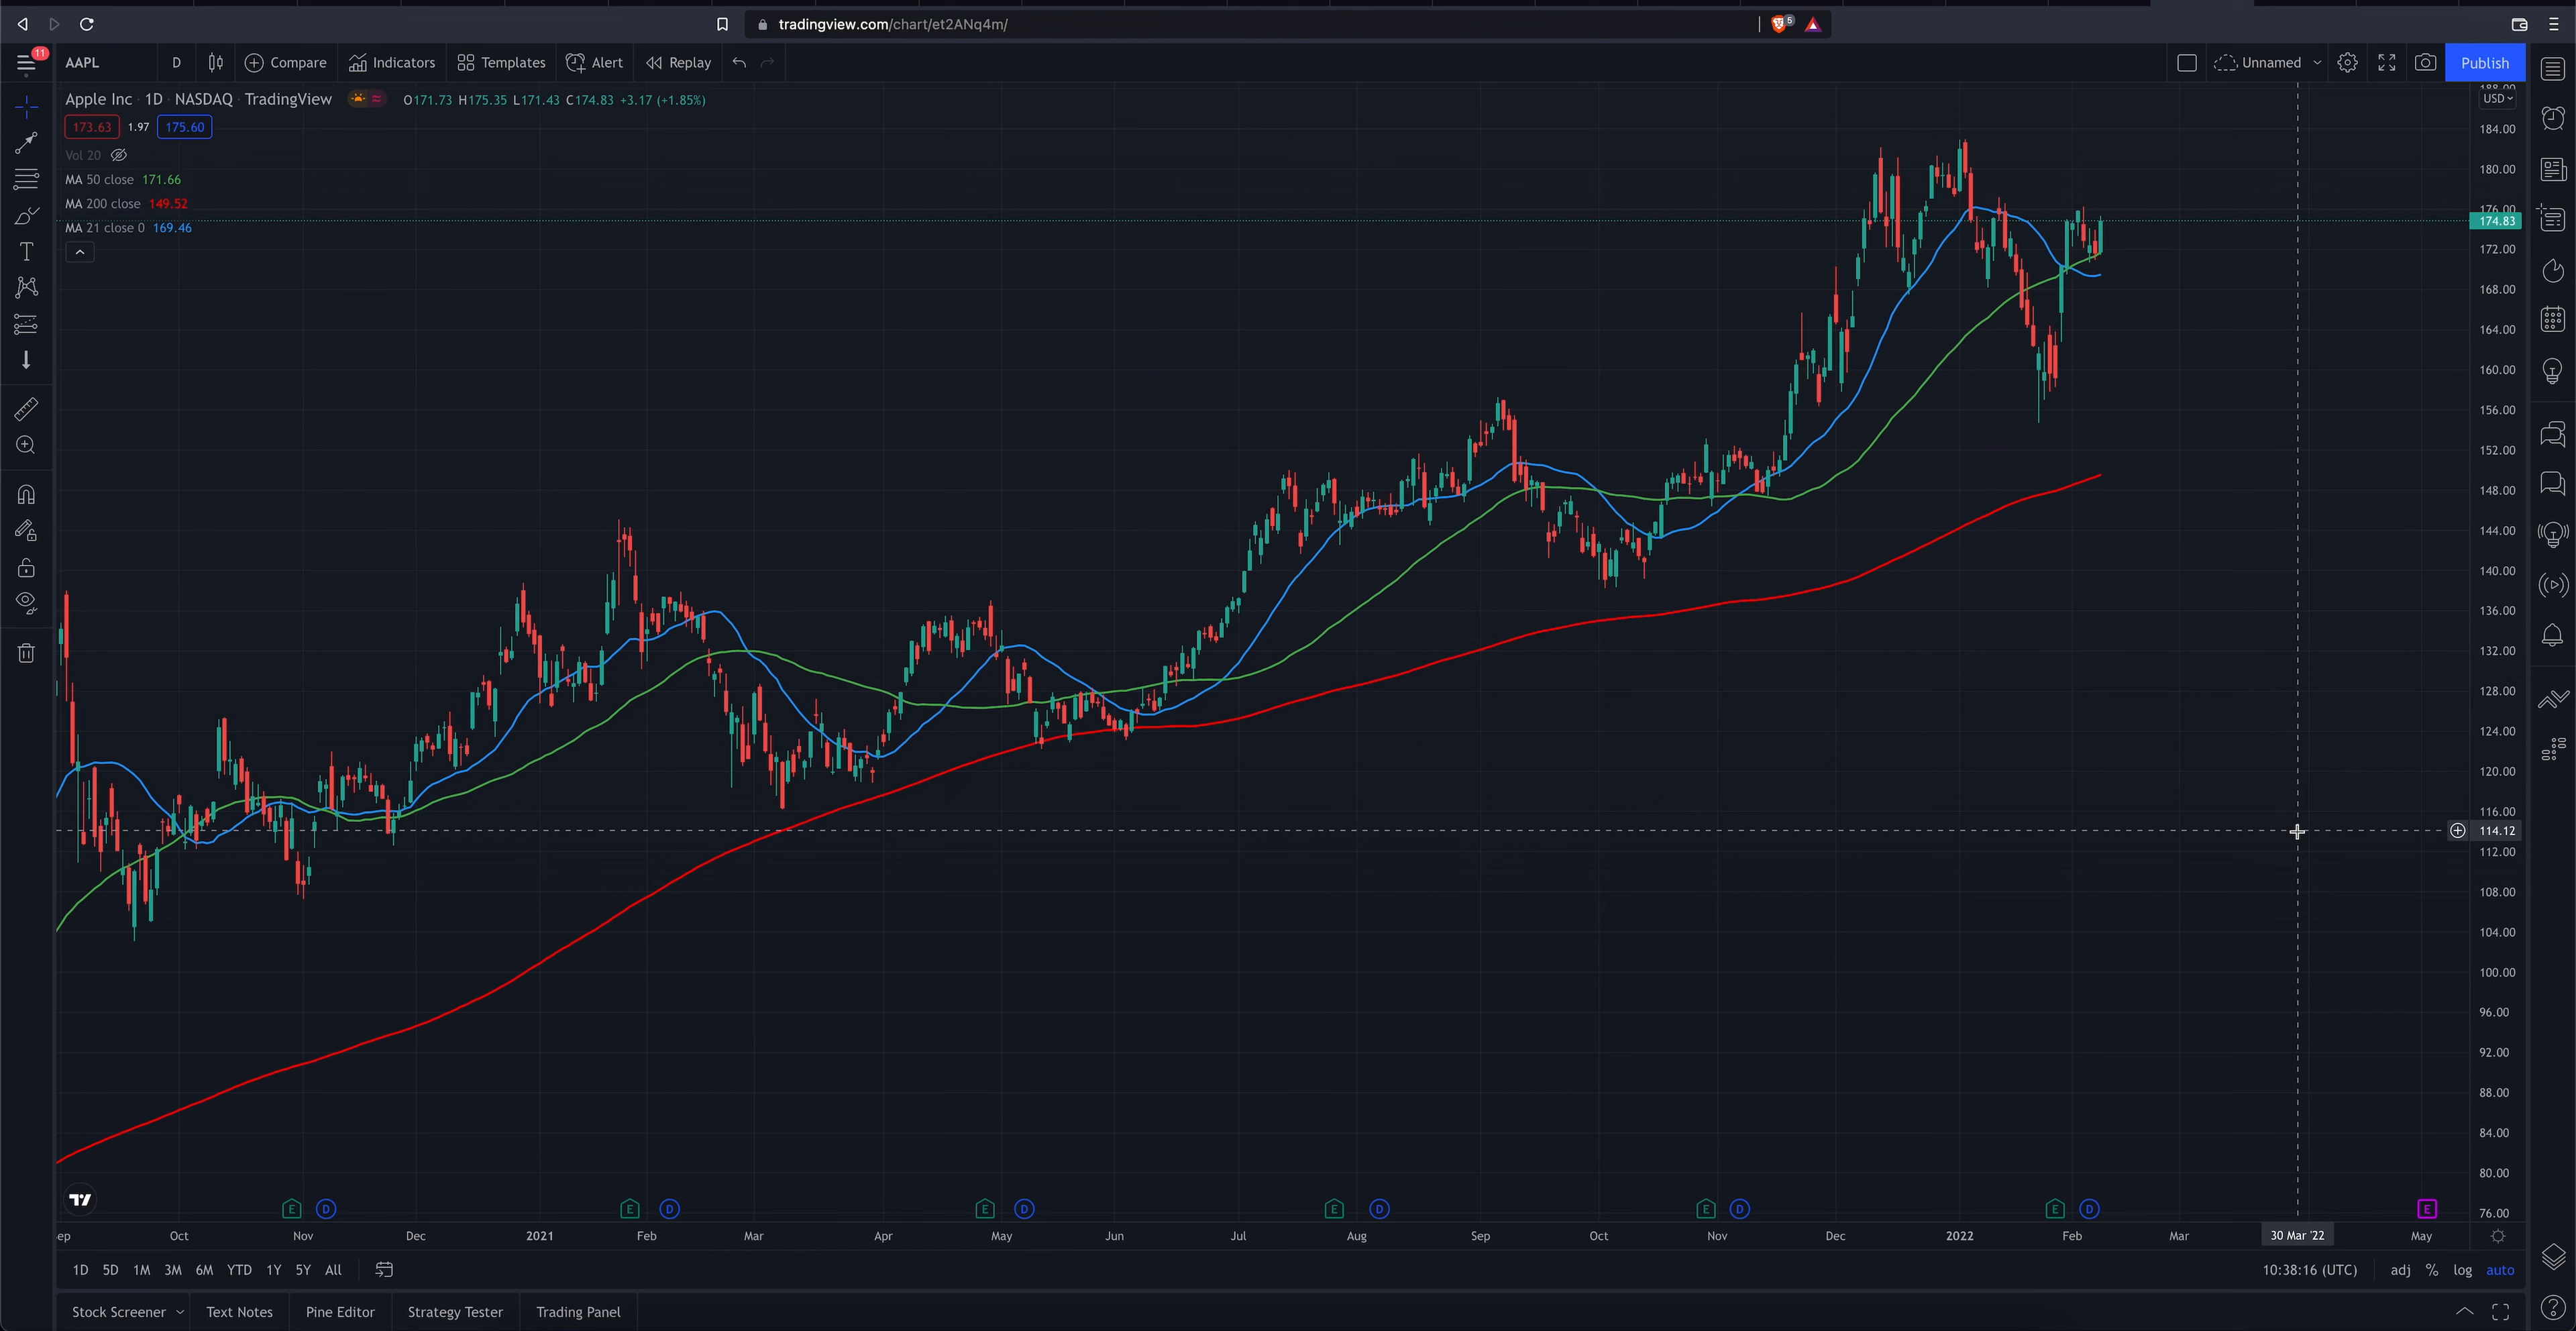 tradingview.com/chart/et2ANq4m/
5
11
AAPL D Compare Indicators Templates Alert Replay Unnamed Publish
Apple Inc · 1D · NASDAQ · TradingView O171.73 H175.35 L171.43 C174.83 +3.17 (+1.85%)
173.63 1.97 175.60
Vol 20
MA 50 close 171.66
MA 200 close 149.52
MA 21 close 0 169.46
188.00
USD
184.00
180.00
176.00
174.83
172.00
168.00
164.00
160.00
156.00
152.00
148.00
144.00
140.00
136.00
132.00
128.00
124.00
120.00
116.00
114.12
112.00
108.00
104.00
100.00
96.00
92.00
88.00
84.00
80.00
76.00
E D E D E D E D E D E D E
Oct Nov Dec 2021 Feb Mar Apr May Jun Jul Aug Sep Oct Nov Dec 2022 Feb Mar 30 Mar '22 May
1D 5D 1M 3M 6M YTD 1Y 5Y All 10:38:16 (UTC) adj % log auto
Stock Screener Text Notes Pine Editor Strategy Tester Trading Panel